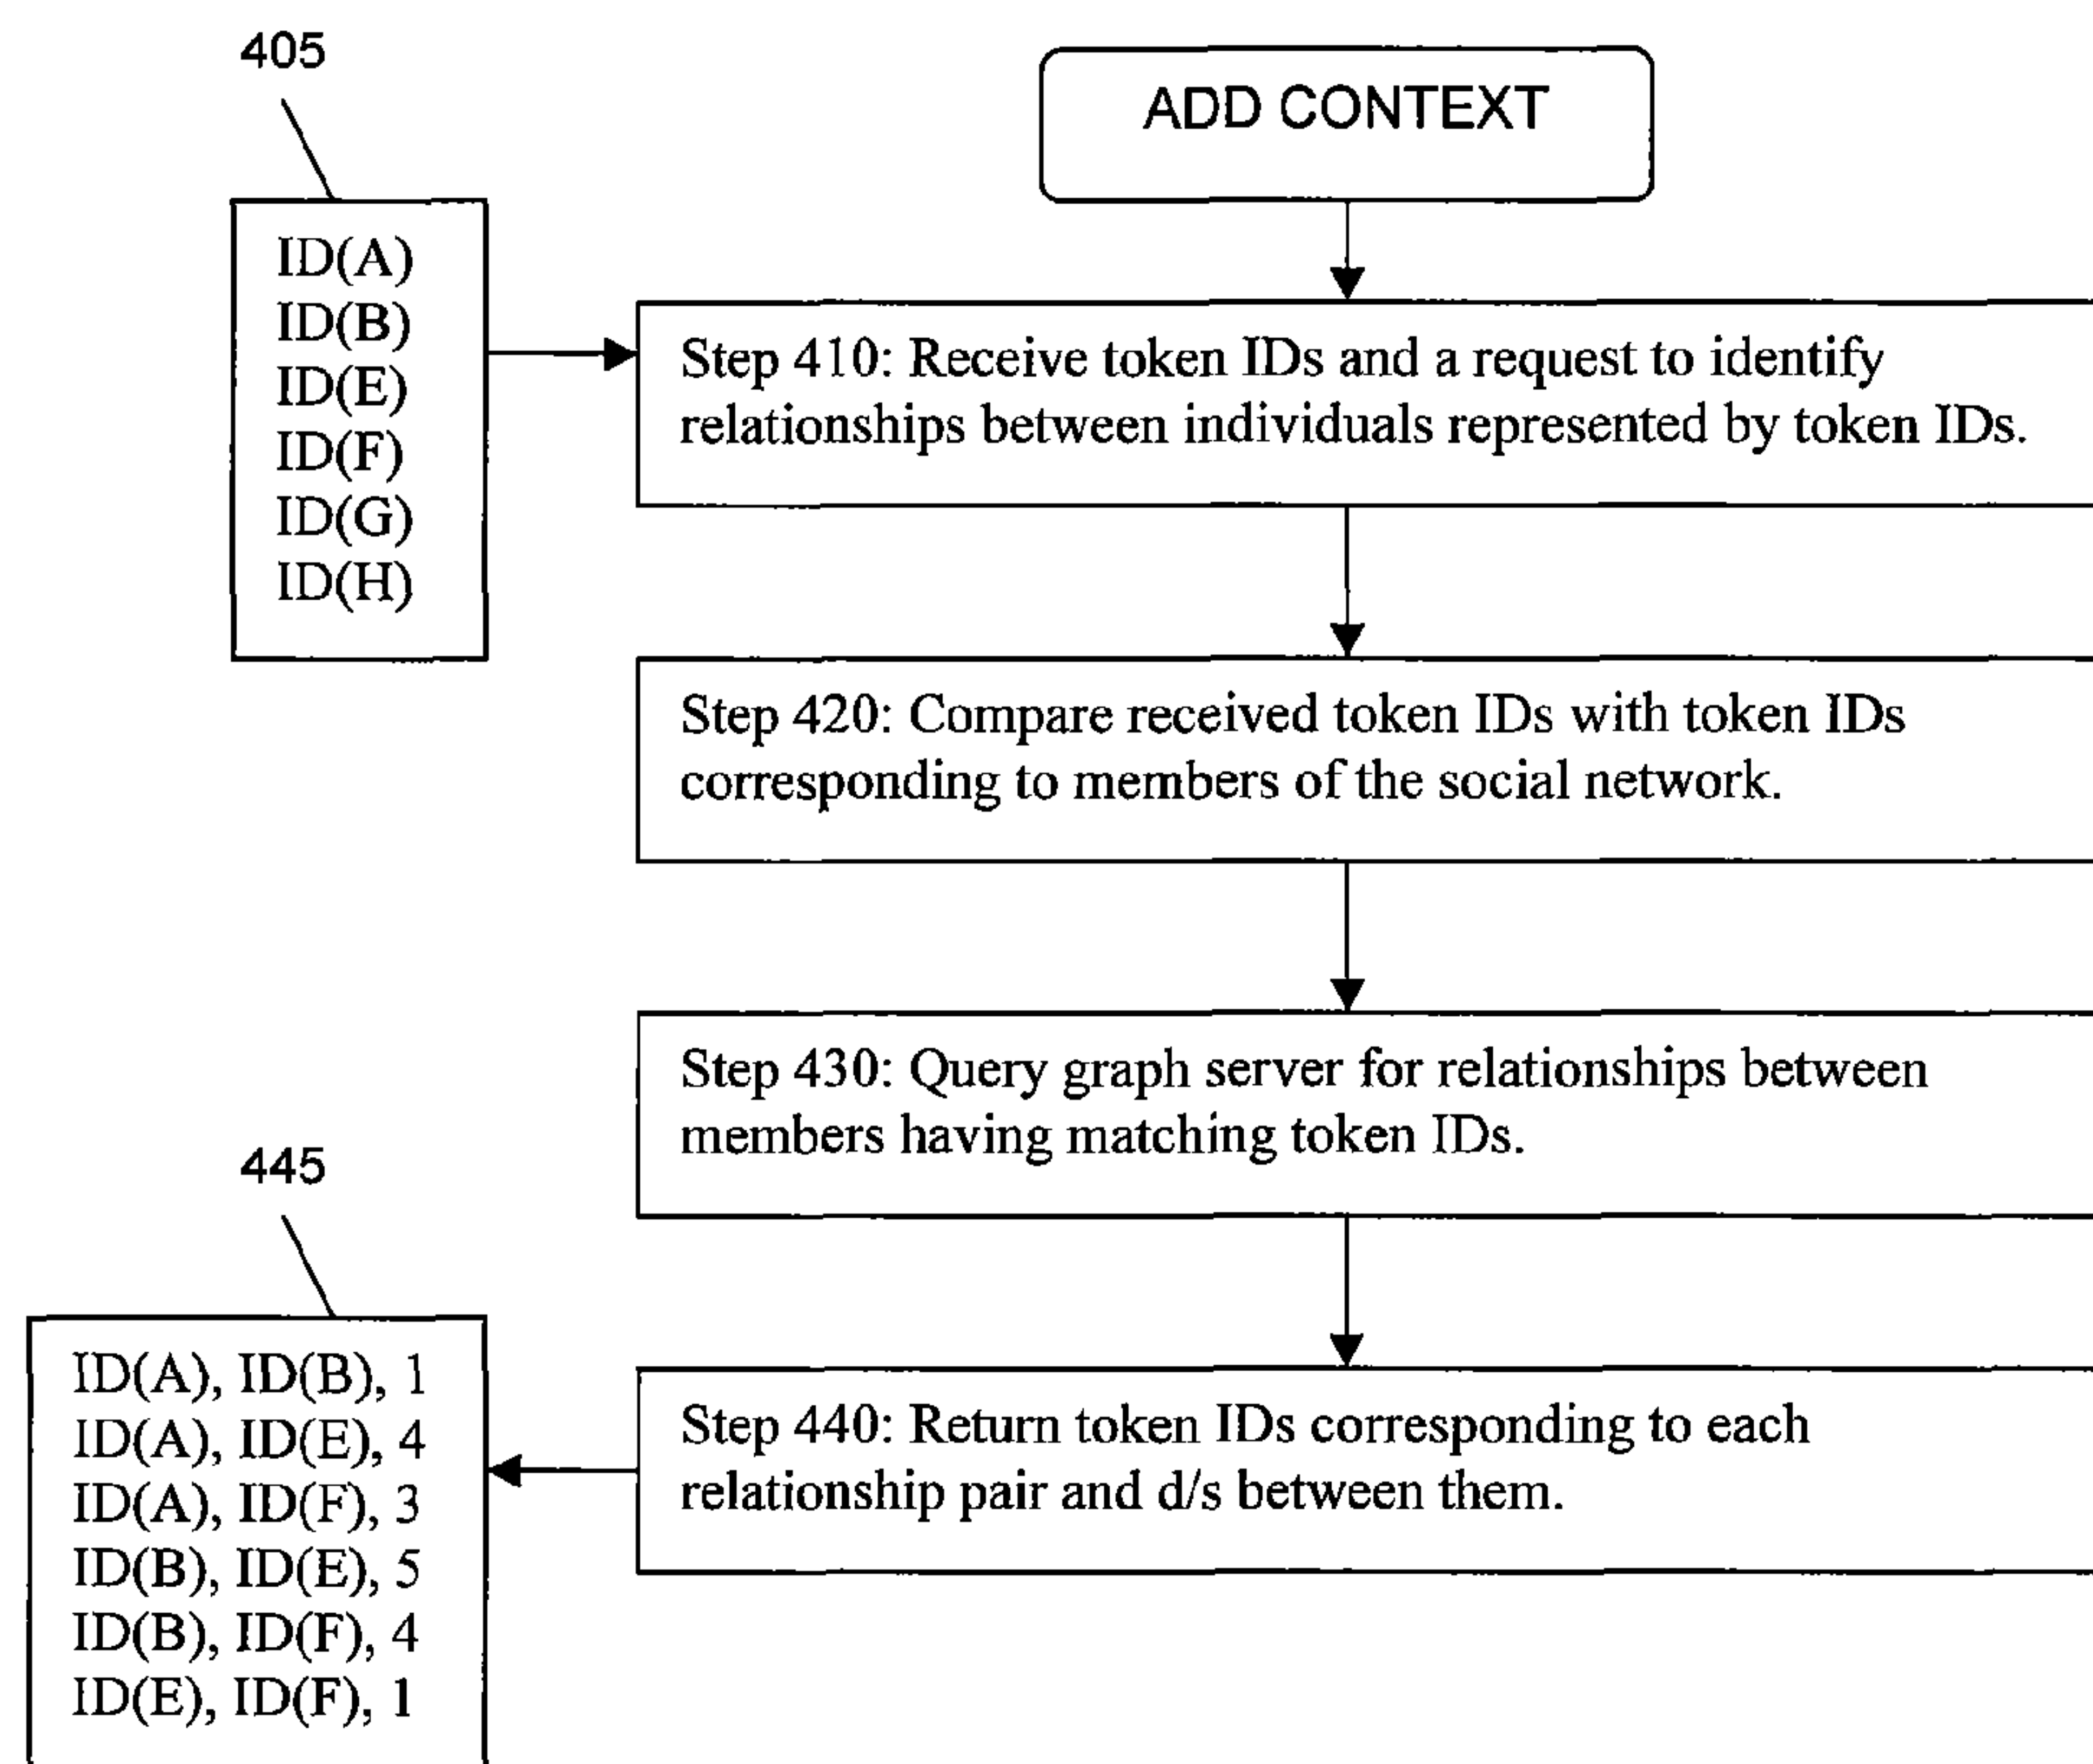 405
ADD CONTEXT
ID(A)
ID(B)
ID(E)
ID(F)
ID(G)
ID(H)
Step 410: Receive token IDs and a request to identify
relationships between individuals represented by token IDs.
Step 420: Compare received token IDs with token IDs
corresponding to members of the social network.
Step 430: Query graph server for relationships between
members having matching token IDs.
445
ID(A), ID(B), 1
ID(A), ID(E), 4
ID(A), ID(F), 3
ID(B), ID(E), 5
ID(B), ID(F), 4
ID(E), ID(F), 1
Step 440: Return token IDs corresponding to each
relationship pair and d/s between them.